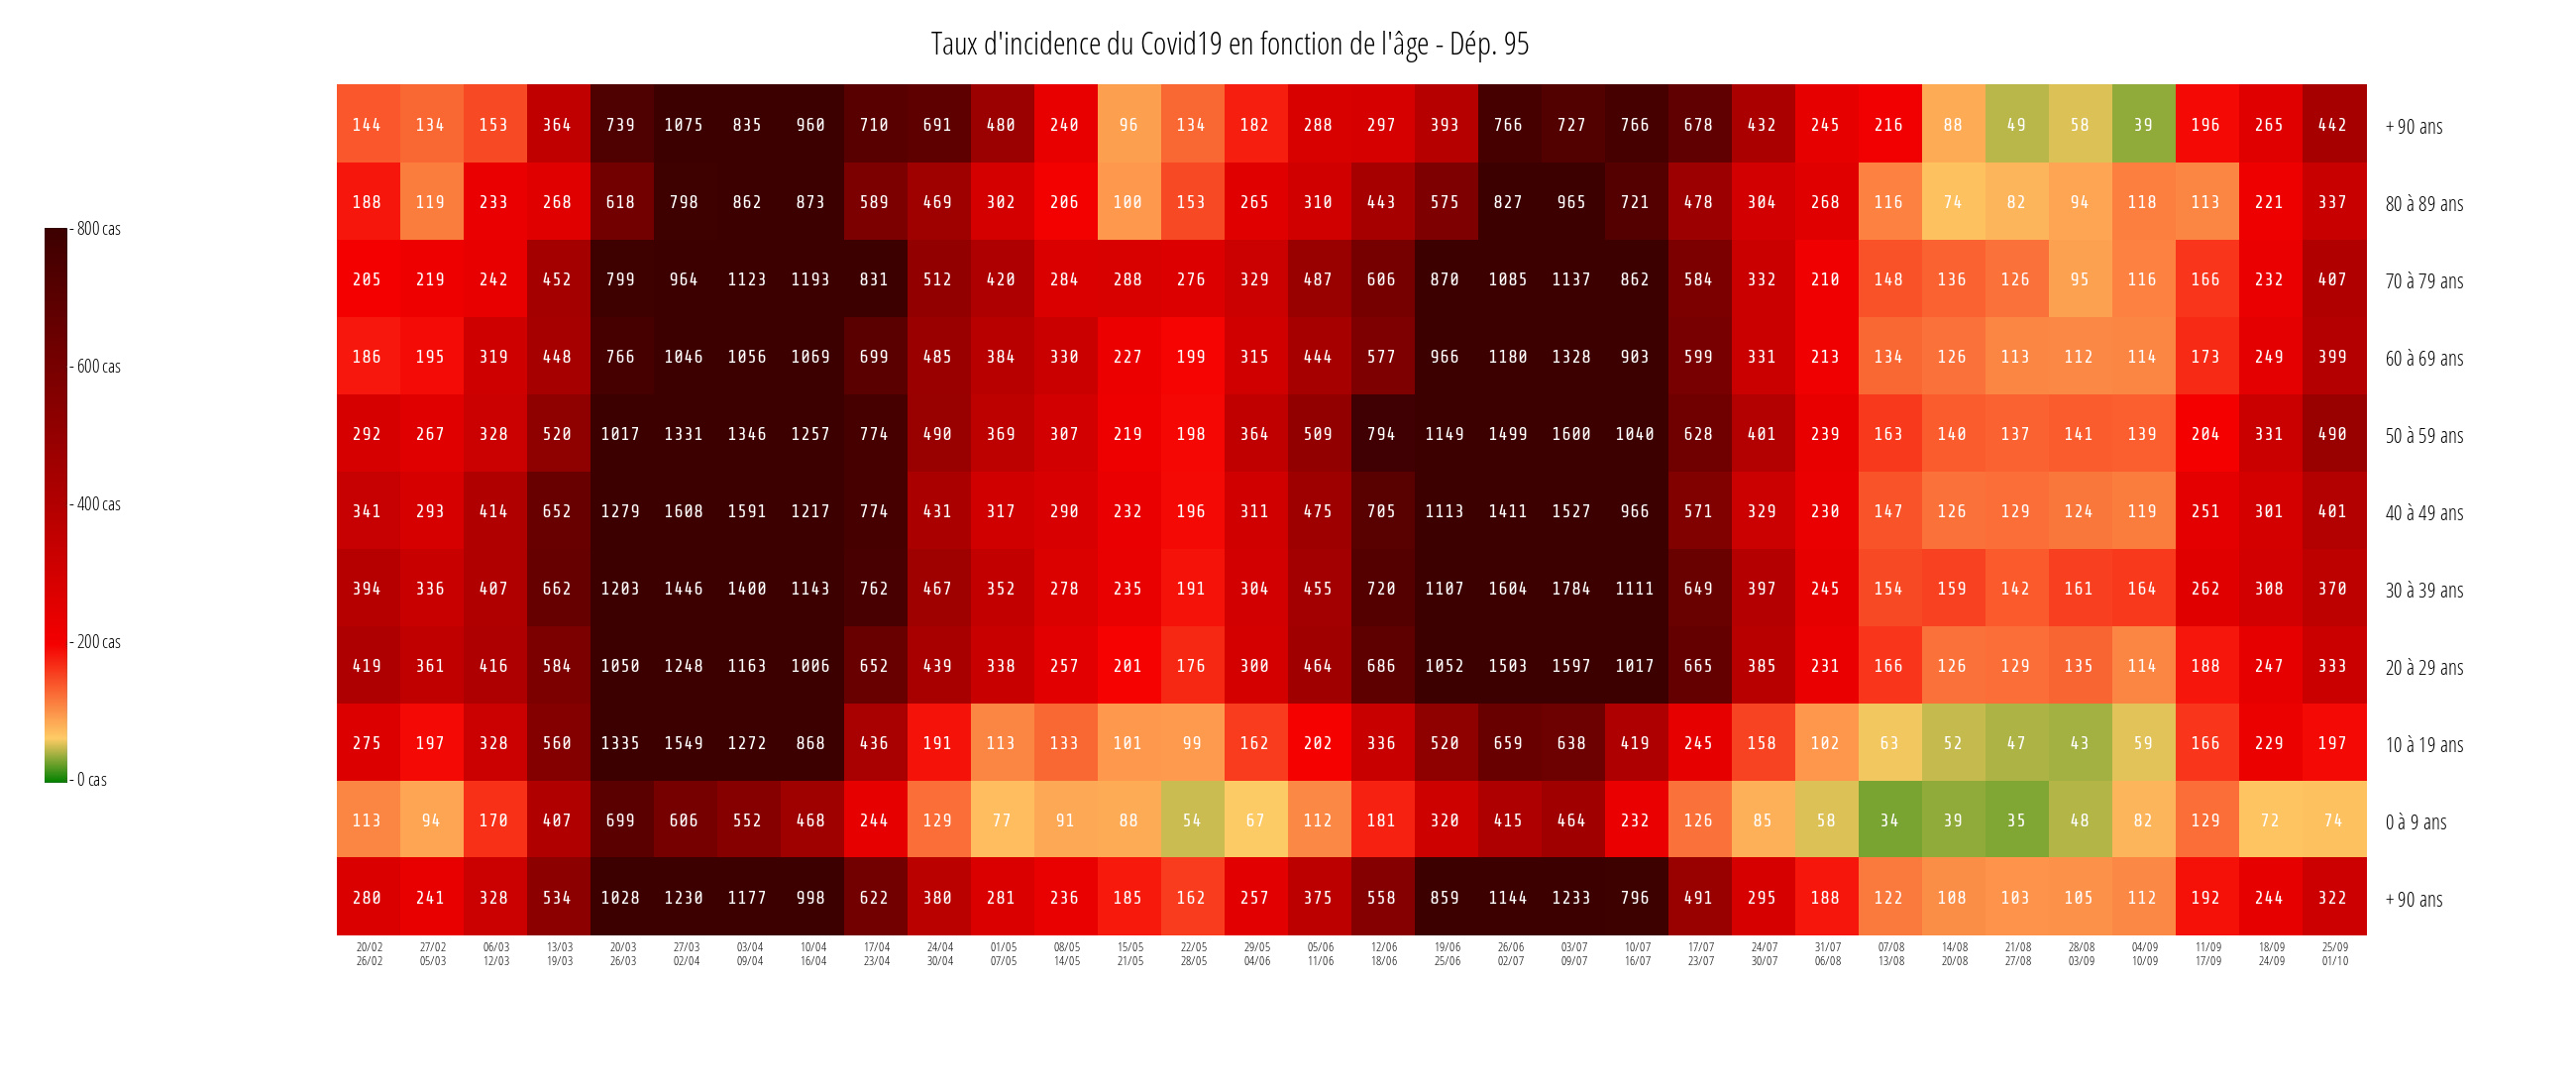 Taux d'incidence du Covid19 en fonction de l'âge - Dép. 95
- 800 cas
- 600 cas
- 400 cas
- 200 cas
- 0 cas
144 134 153 364 739 1075 835 960 710 691 480 240 96 134 182 288 297 393 766 727 766 678 432 245 216 88 49 58 39 196 265 442 + 90 ans
188 119 233 268 618 798 862 873 589 469 302 206 100 153 265 310 443 575 827 965 721 478 304 268 116 74 82 94 118 113 221 337 80 à 89 ans
205 219 242 452 799 964 1123 1193 831 512 420 284 288 276 329 487 606 870 1085 1137 862 584 332 210 148 136 126 95 116 166 232 407 70 à 79 ans
186 195 319 448 766 1046 1056 1069 699 485 384 330 227 199 315 444 577 966 1180 1328 903 599 331 213 134 126 113 112 114 173 249 399 60 à 69 ans
292 267 328 520 1017 1331 1346 1257 774 490 369 307 219 198 364 509 794 1149 1499 1600 1040 628 401 239 163 140 137 141 139 204 331 490 50 à 59 ans
341 293 414 652 1279 1608 1591 1217 774 431 317 290 232 196 311 475 705 1113 1411 1527 966 571 329 230 147 126 129 124 119 251 301 401 40 à 49 ans
394 336 407 662 1203 1446 1400 1143 762 467 352 278 235 191 304 455 720 1107 1604 1784 1111 649 397 245 154 159 142 161 164 262 308 370 30 à 39 ans
419 361 416 584 1050 1248 1163 1006 652 439 338 257 201 176 300 464 686 1052 1503 1597 1017 665 385 231 166 126 129 135 114 188 247 333 20 à 29 ans
275 197 328 560 1335 1549 1272 868 436 191 113 133 101 99 162 202 336 520 659 638 419 245 158 102 63 52 47 43 59 166 229 197 10 à 19 ans
113 94 170 407 699 606 552 468 244 129 77 91 88 54 67 112 181 320 415 464 232 126 85 58 34 39 35 48 82 129 72 74 0 à 9 ans
280 241 328 534 1028 1230 1177 998 622 380 281 236 185 162 257 375 558 859 1144 1233 796 491 295 188 122 108 103 105 112 192 244 322 + 90 ans
20/02 27/02 06/03 13/03 20/03 27/03 03/04 10/04 17/04 24/04 01/05 08/05 15/05 22/05 29/05 05/06 12/06 19/06 26/06 03/07 10/07 17/07 24/07 31/07 07/08 14/08 21/08 28/08 04/09 11/09 18/09 25/09
26/02 05/03 12/03 19/03 26/03 02/04 09/04 16/04 23/04 30/04 07/05 14/05 21/05 28/05 04/06 11/06 18/06 25/06 02/07 09/07 16/07 23/07 30/07 06/08 13/08 20/08 27/08 03/09 10/09 17/09 24/09 01/10